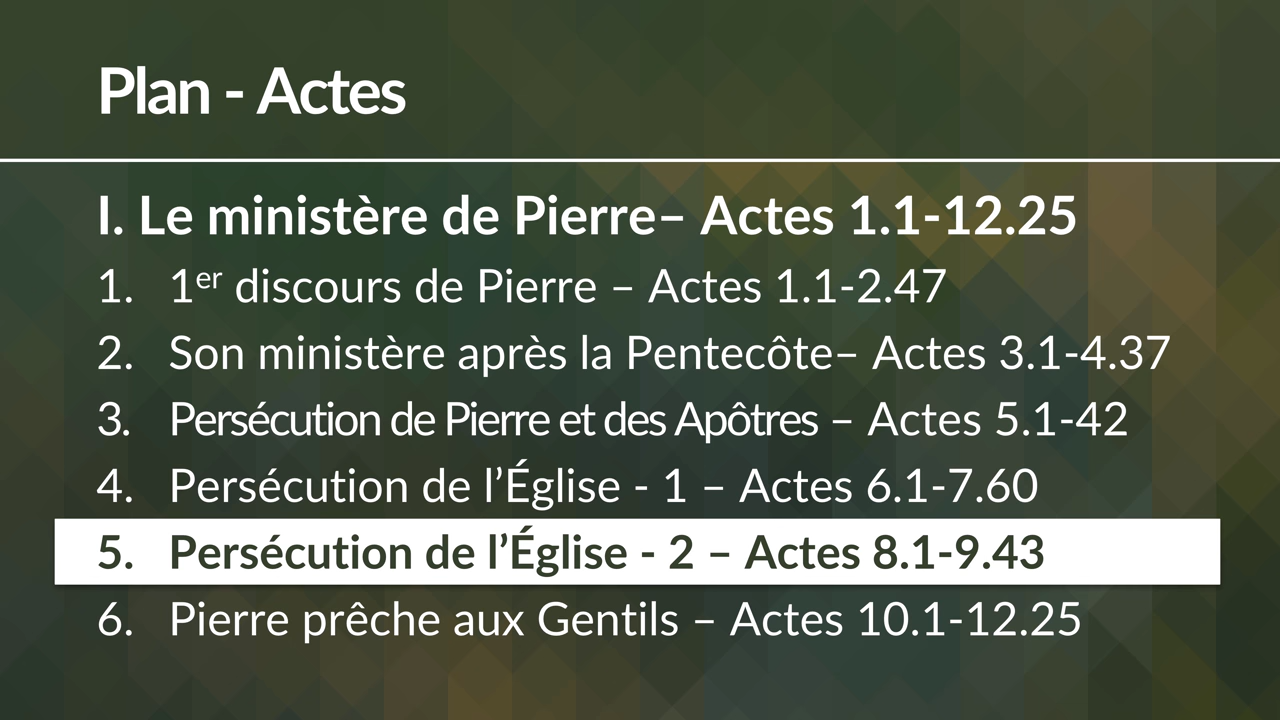 Plan - Actes
I. Le ministère de Pierre– Actes 1.1-12.25
1. 1er discours de Pierre – Actes 1.1-2.47
2. Son ministère après la Pentecôte– Actes 3.1-4.37
3. Persécution de Pierre et des Apôtres – Actes 5.1-42
4. Persécution de l’Église - 1 – Actes 6.1-7.60
5. Persécution de l’Église - 2 – Actes 8.1-9.43
6. Pierre prêche aux Gentils – Actes 10.1-12.25